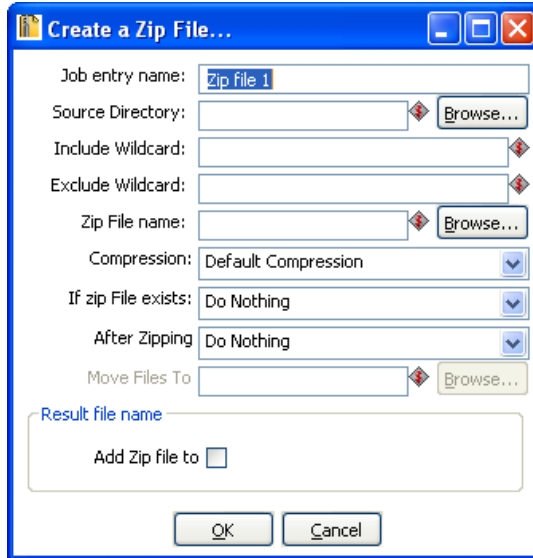 Create a Zip File...
Job entry name: Zip file 1
Source Directory: Browse...
Include Wildcard:
Exclude Wildcard:
Zip File name: Browse...
Compression: Default Compression
If zip File exists: Do Nothing
After Zipping Do Nothing
Move Files To Browse...
Result file name
Add Zip file to
OK Cancel